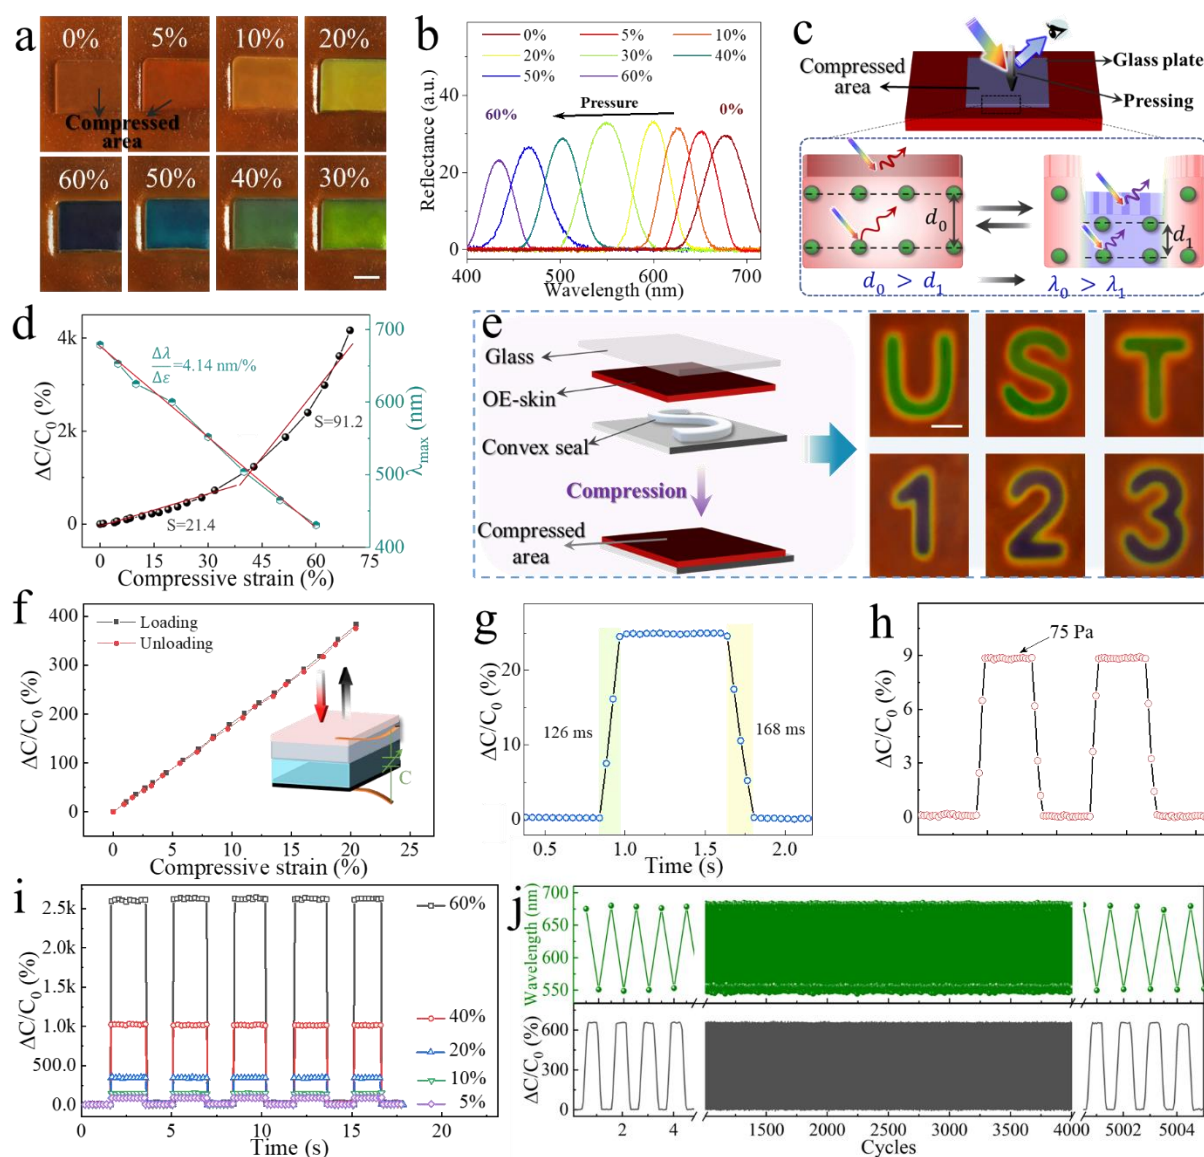 a
0%
5%
10%
20%
Compressed
area
60%
50%
40%
30%
b
0%
5%
10%
20%
30%
40%
50%
60%
60%
Pressure
0%
Reflectance (a.u.)
0
20
40
400
500
600
700
Wavelength (nm)
c
Compressed
area
Glass plate
Pressing
d₀
d₁
d₀ > d₁
λ₀ > λ₁
d
Δλ/Δε=4.14 nm/%
S=91.2
S=21.4
ΔC/C₀ (%)
0
2k
4k
λmax (nm)
400
500
600
700
0
15
30
45
60
75
Compressive strain (%)
e
Glass
OE-skin
Convex seal
S
Compression
Compressed
area
U
S
T
1
2
3
f
Loading
Unloading
C
ΔC/C₀ (%)
0
100
200
300
400
0
5
10
15
20
25
Compressive strain (%)
g
126 ms
168 ms
ΔC/C₀ (%)
0
10
20
0.5
1.0
1.5
2.0
Time (s)
h
75 Pa
ΔC/C₀ (%)
0
3
6
9
i
60%
40%
20%
10%
5%
ΔC/C₀ (%)
0.0
500.0
1.0k
1.5k
2.0k
2.5k
0
5
10
15
20
Time (s)
j
Wavelength (nm)
550
600
650
700
ΔC/C₀ (%)
0
300
600
2
4
1500
2000
2500
3000
3500
4000
5002
5004
Cycles